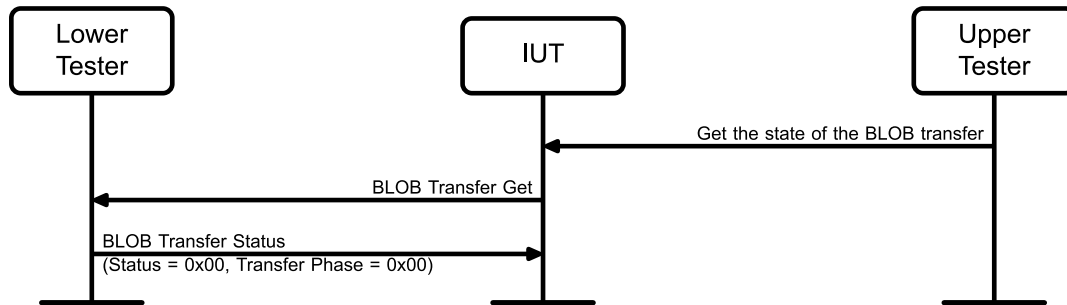 Lower
Tester
IUT
Upper
Tester
Get the state of the BLOB transfer
BLOB Transfer Get
BLOB Transfer Status
(Status = 0x00, Transfer Phase = 0x00)